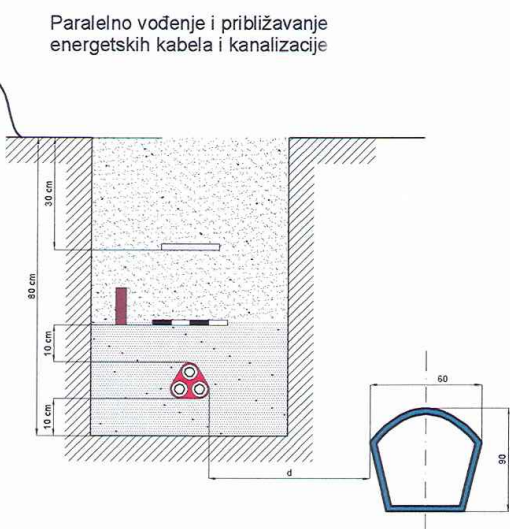 Paralelno vođenje i približavanje
energetskih kabela i kanalizacije
30 cm
80 cm
10 cm
10 cm
d
60
90